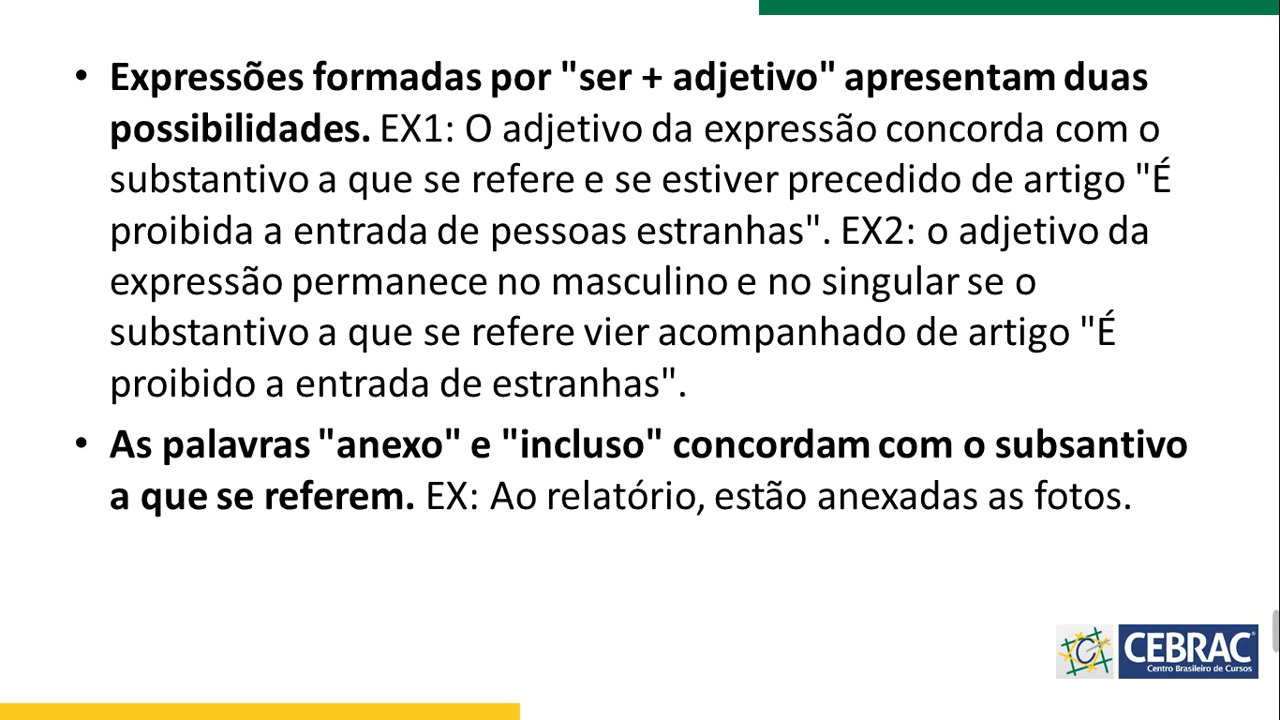 • Expressões formadas por "ser + adjetivo" apresentam duas
possibilidades. EX1: O adjetivo da expressão concorda com o
substantivo a que se refere e se estiver precedido de artigo "É
proibida a entrada de pessoas estranhas". EX2: o adjetivo da
expressão permanece no masculino e no singular se o
substantivo a que se refere vier acompanhado de artigo "É
proibido a entrada de estranhas".
• As palavras "anexo" e "incluso" concordam com o subsantivo
a que se referem. EX: Ao relatório, estão anexadas as fotos.
C CEBRAC®
Centro Brasileiro de Cursos